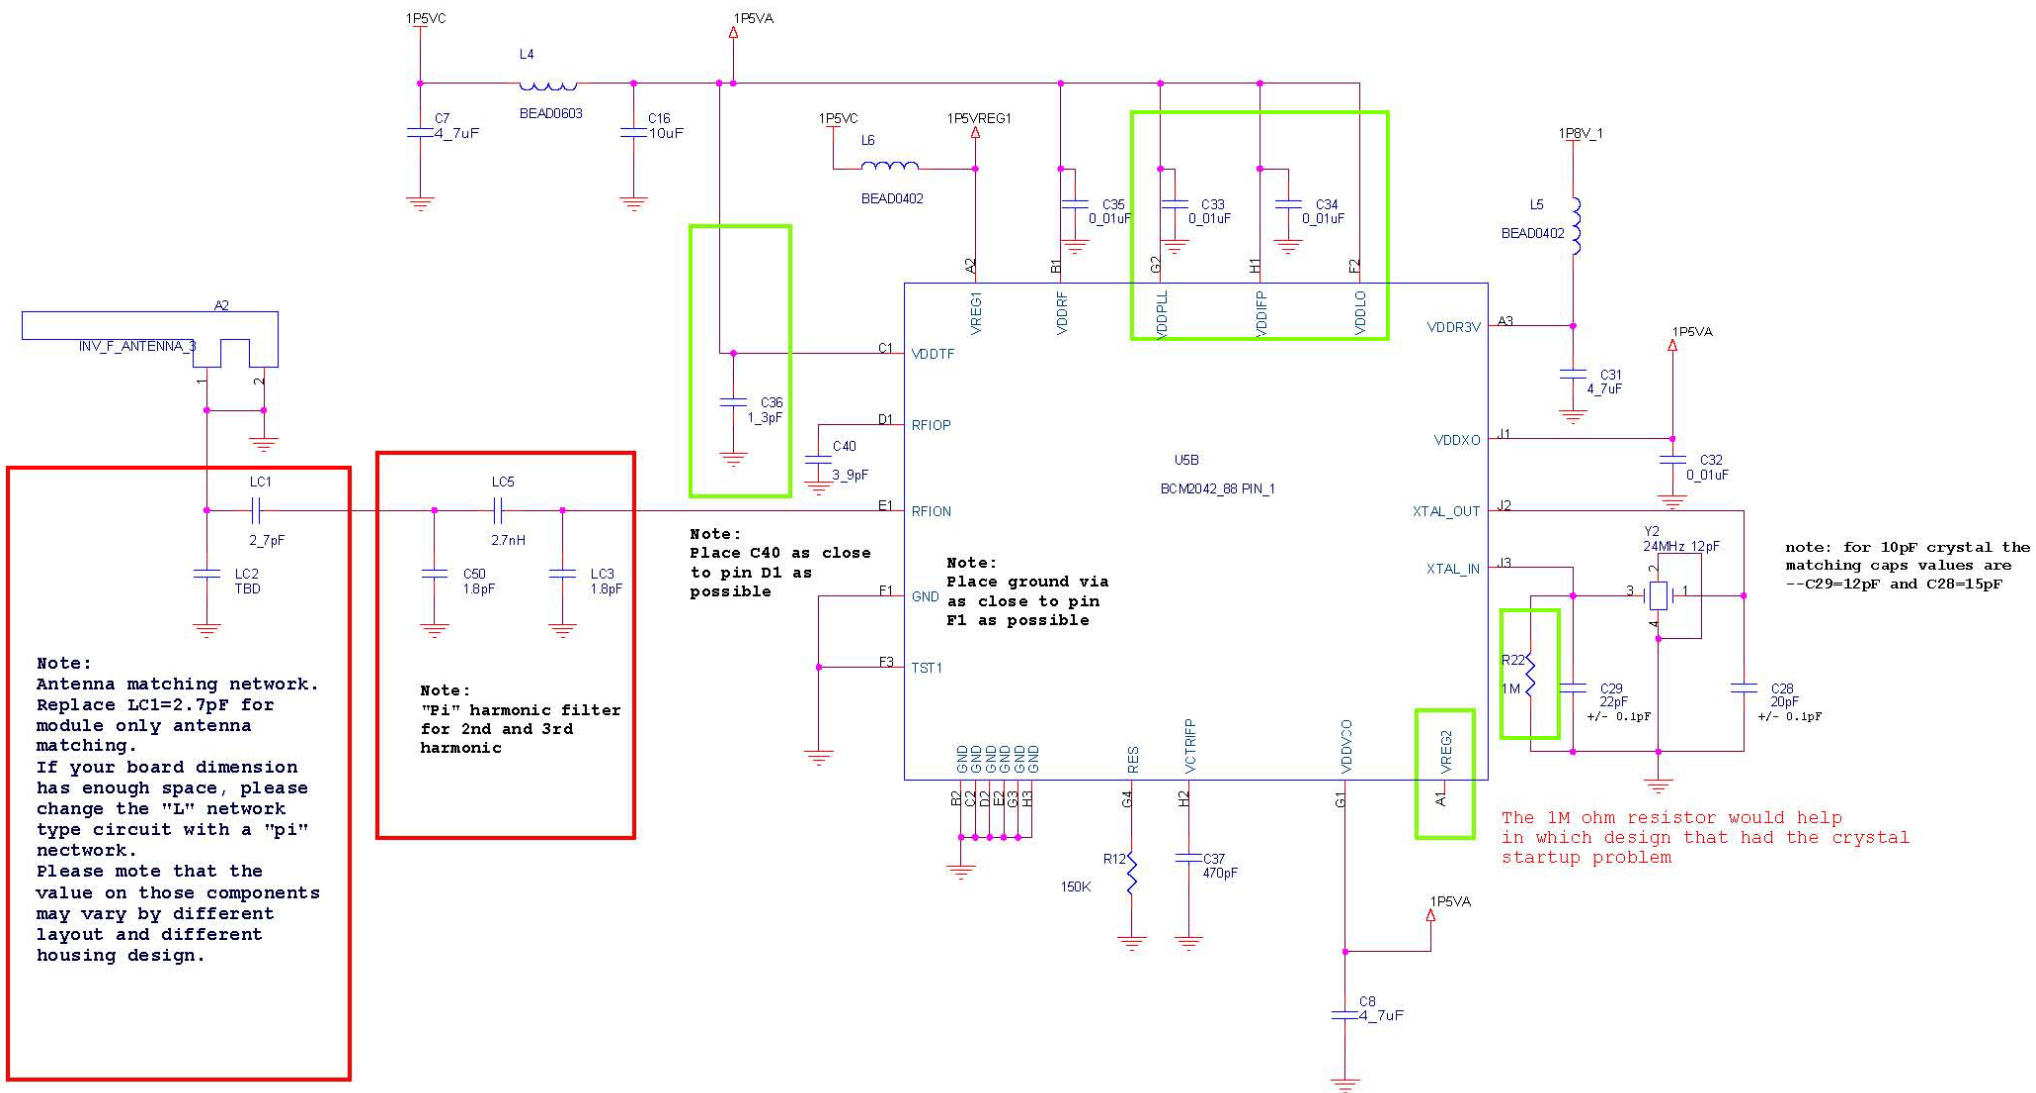 1P5VC
1P5VA
L4
BEAD0603
C7
4_7uF
C16
10uF
1P5VC
1P5VREG1
L6
BEAD0402
C35
0_01uF
C33
0_01uF
C34
0_01uF
1P8V_1
L5
BEAD0402
A2
B1
G2
H1
F2
VREG1
VDDRF
VDDPLL
VDDIFP
VDDLO
A2
INV_F_ANTENNA_3
1
2
C1
VDDTF
VDDR3V
A3
1P5VA
C31
4_7uF
C36
1_3pF
D1
RFIOP
C40
3_9pF
VDDXO
J1
C32
0_01uF
U5B
BCM2042_88 PIN_1
LC1
2_7pF
LC5
2.7nH
E1
RFION
XTAL_OUT
J2
LC2
TBD
C50
1.8pF
LC3
1.8pF
Note:
Place C40 as close
to pin D1 as
possible
Note:
Place ground via
as close to pin
F1 as possible
XTAL_IN
J3
Y2
24MHz 12pF
2
3
1
4
note: for 10pF crystal the
matching caps values are
--C29=12pF and C28=15pF
F1
GND
F3
TST1
R22
1M
C29
22pF
+/- 0.1pF
C28
20pF
+/- 0.1pF
Note:
Antenna matching network.
Replace LC1=2.7pF for
module only antenna
matching.
If your board dimension
has enough space, please
change the "L" network
type circuit with a "pi"
nectwork.
Please mote that the
value on those components
may vary by different
layout and different
housing design.
Note:
"Pi" harmonic filter
for 2nd and 3rd
harmonic
GND
GND
GND
GND
GND
GND
RES
VCTRIFP
VDDVCO
VREG2
B2
C2
D2
E2
G3
H3
G4
H2
G1
A1
The 1M ohm resistor would help
in which design that had the crystal
startup problem
R12
150K
C37
470pF
1P5VA
C8
4_7uF